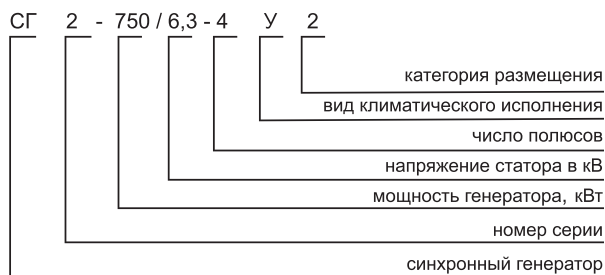 СГ 2 - 750 / 6,3 - 4 У 2
категория размещения
вид климатического исполнения
число полюсов
напряжение статора в кВ
мощность генератора, кВт
номер серии
синхронный генератор